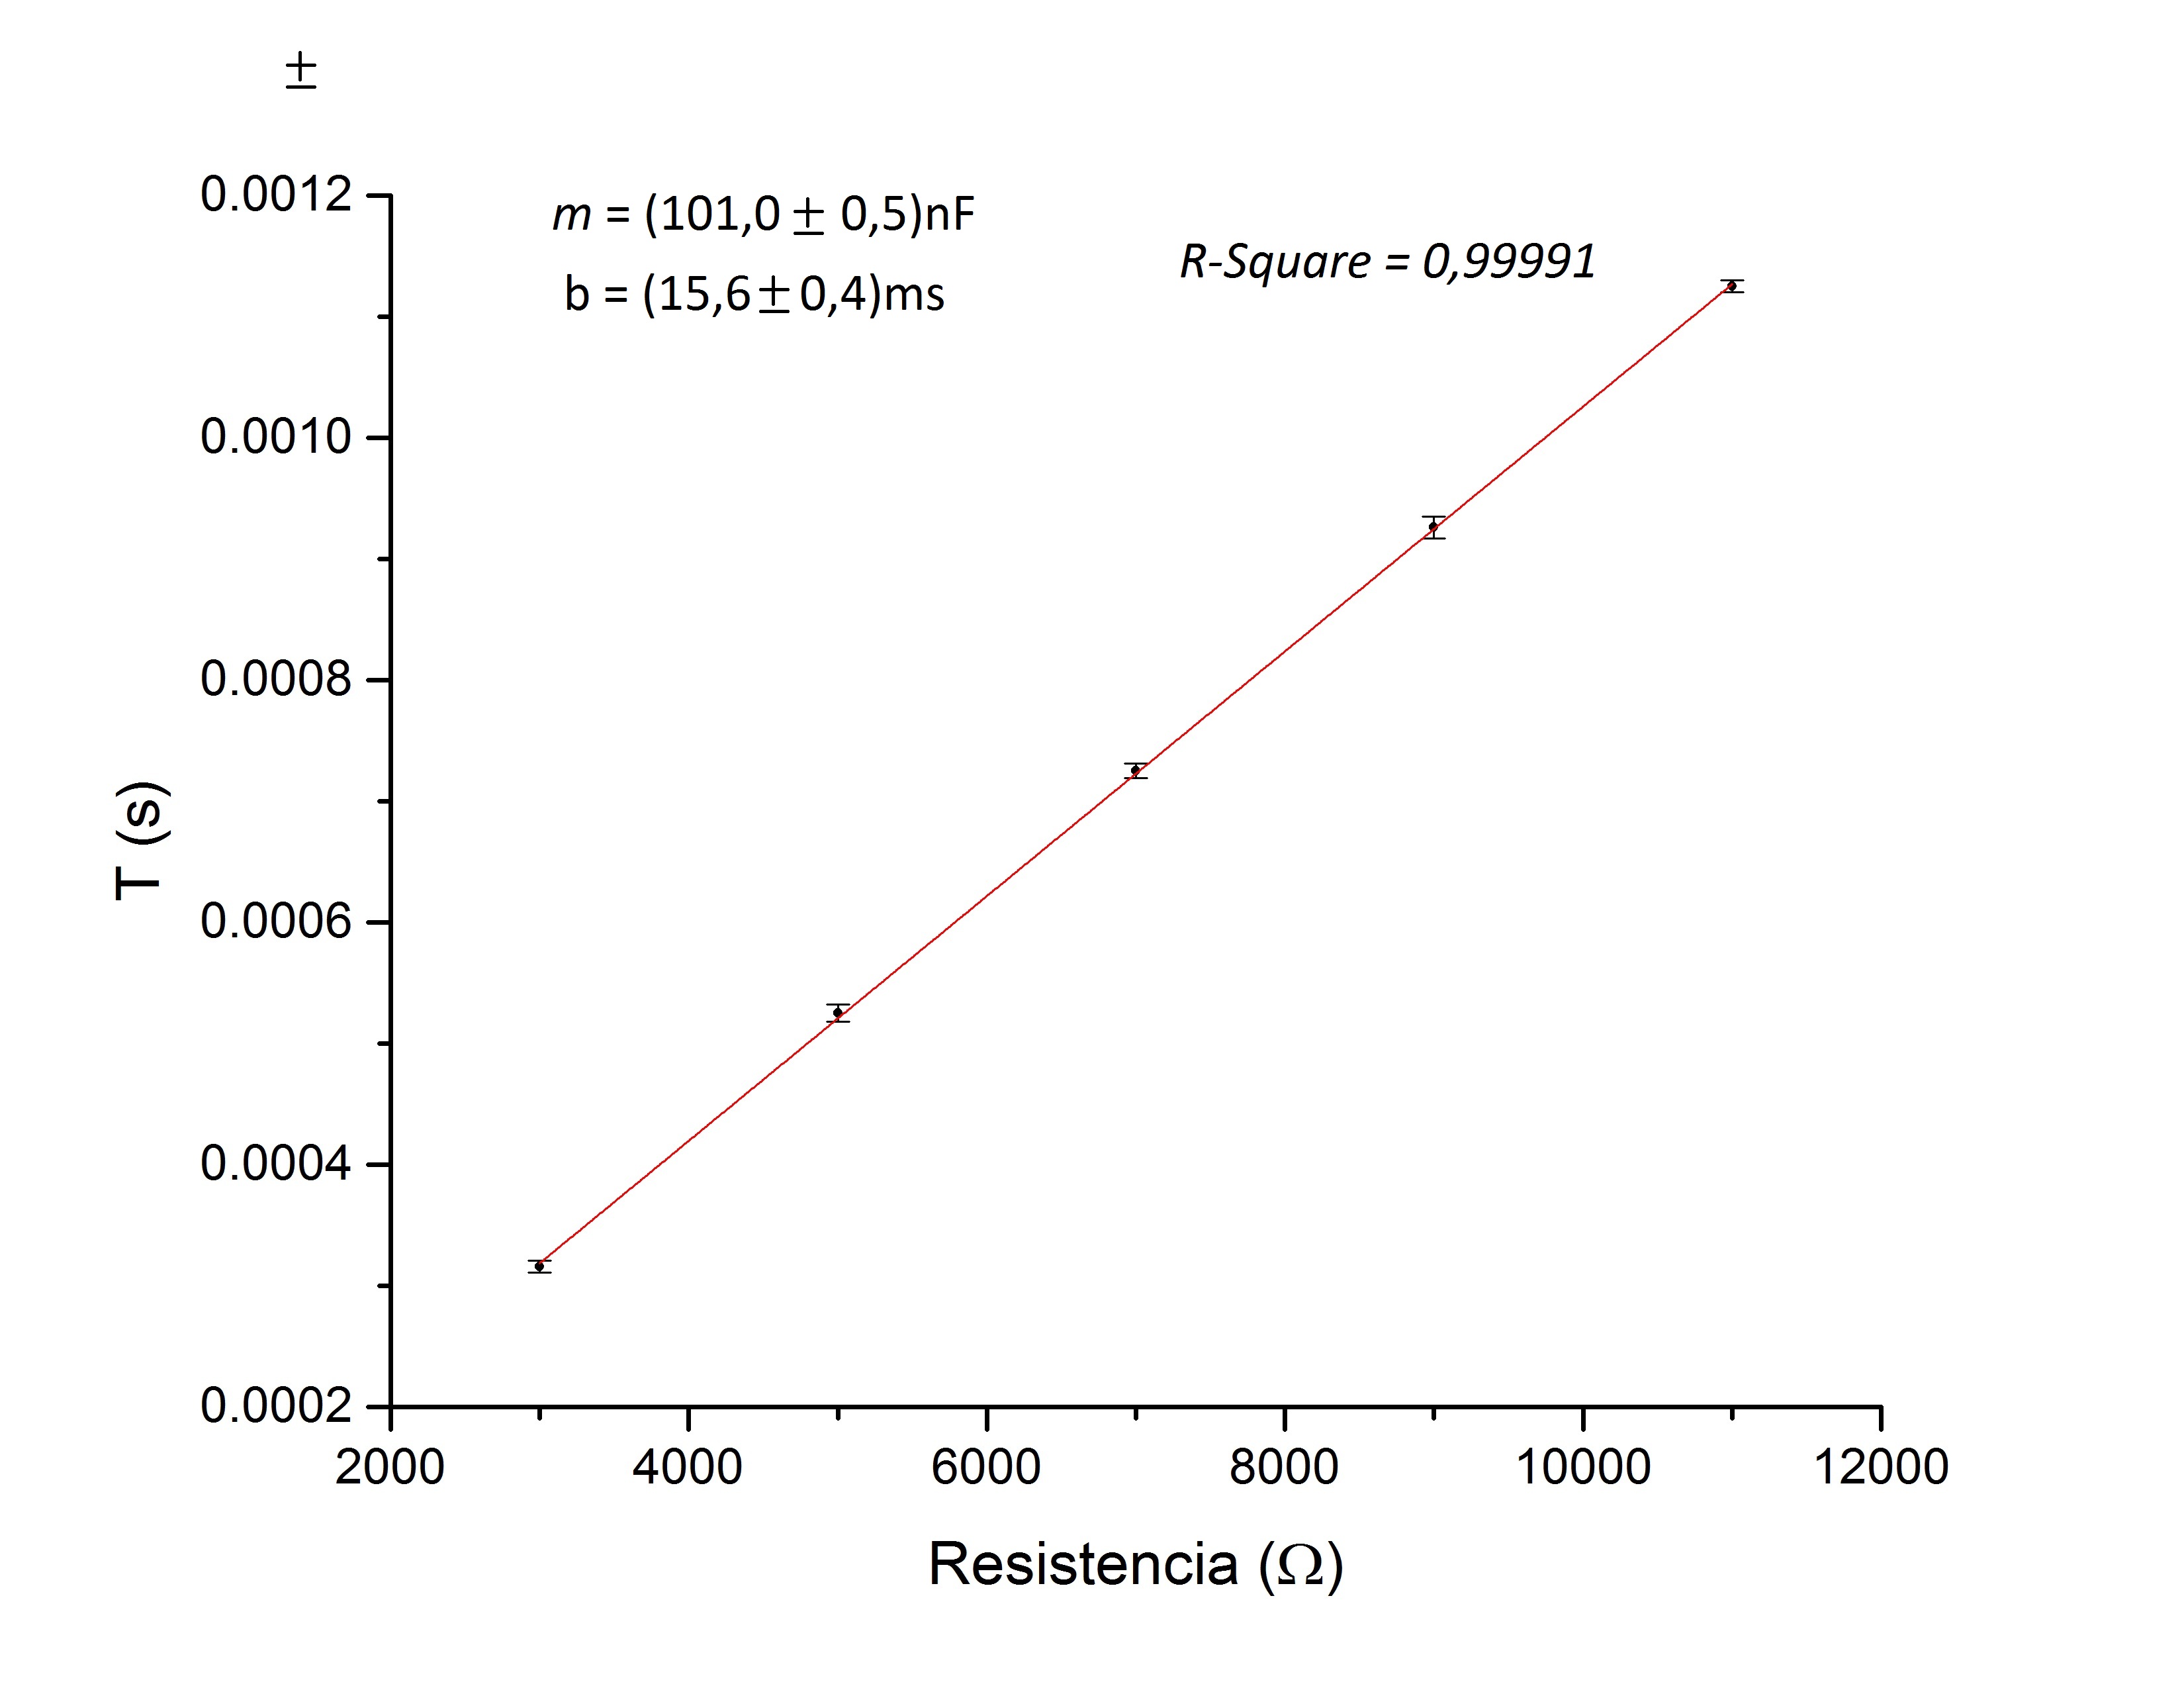 ±
m = (101,0 ± 0,5)nF
b = (15,6 ± 0,4)ms
R-Square = 0,99991
0.0012
0.0010
0.0008
0.0006
0.0004
0.0002
T (s)
2000 4000 6000 8000 10000 12000
Resistencia (Ω)